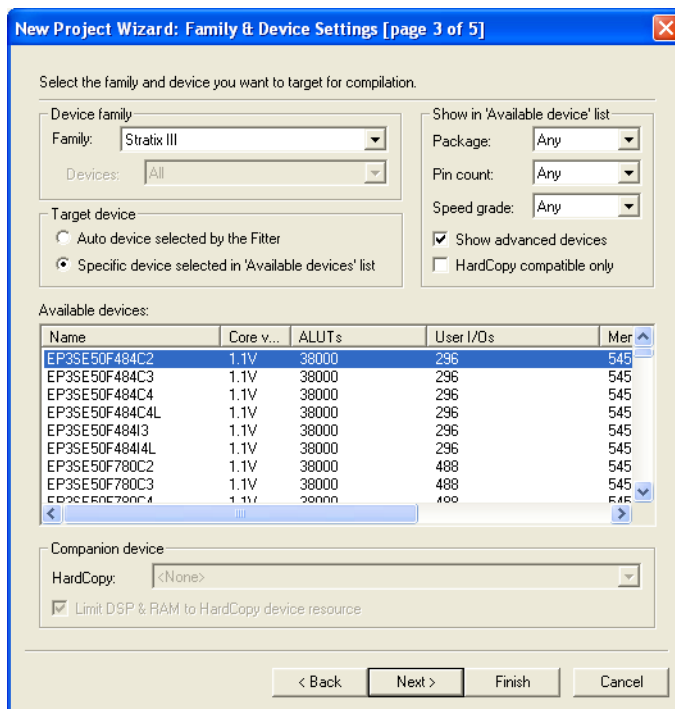 New Project Wizard: Family & Device Settings [page 3 of 5]
Select the family and device you want to target for compilation.
Device family
Family: Stratix III
Devices: All
Show in 'Available device' list
Package: Any
Pin count: Any
Speed grade: Any
Show advanced devices
HardCopy compatible only
Target device
Auto device selected by the Fitter
Specific device selected in 'Available devices' list
Available devices:
Name Core v... ALUTs User I/Os Mer
EP3SE50F484C2 1.1V 38000 296 545
EP3SE50F484C3 1.1V 38000 296 545
EP3SE50F484C4 1.1V 38000 296 545
EP3SE50F484C4L 1.1V 38000 296 545
EP3SE50F484I3 1.1V 38000 296 545
EP3SE50F484I4L 1.1V 38000 296 545
EP3SE50F780C2 1.1V 38000 488 545
EP3SE50F780C3 1.1V 38000 488 545
EP3SE50F780C4 1.1V 38000 488 545
Companion device
HardCopy: <None>
Limit DSP & RAM to HardCopy device resource
< Back Next > Finish Cancel